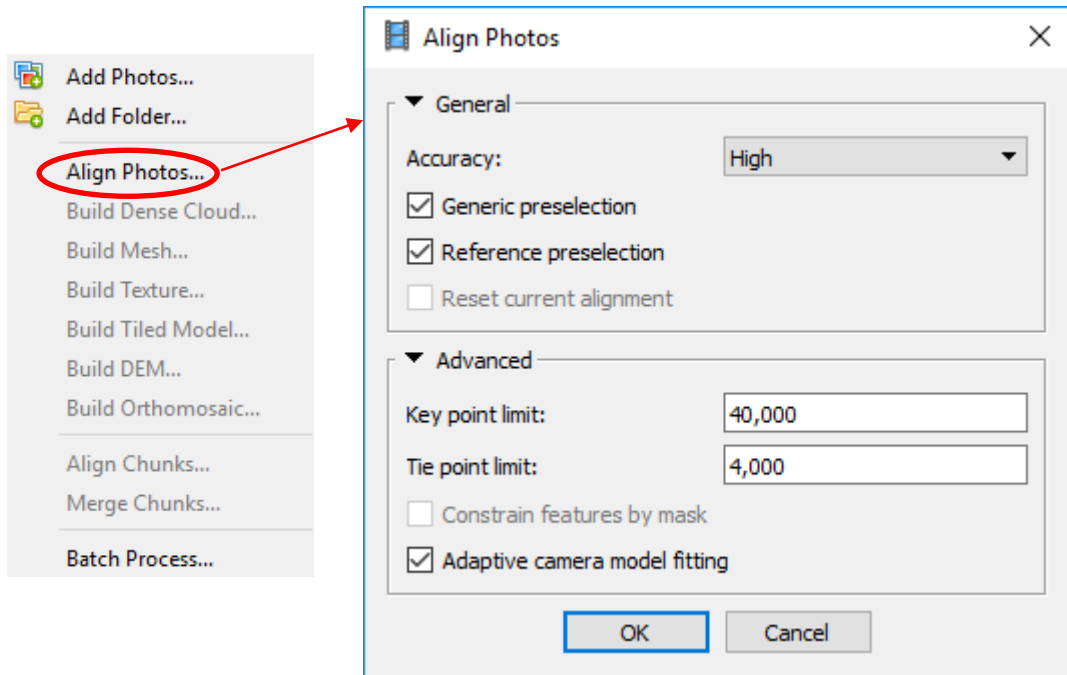 Add Photos...
Add Folder...
Align Photos...
Build Dense Cloud...
Build Mesh...
Build Texture...
Build Tiled Model...
Build DEM...
Build Orthomosaic...
Align Chunks...
Merge Chunks...
Batch Process...
Align Photos
General
Accuracy: High
Generic preselection
Reference preselection
Reset current alignment
Advanced
Key point limit: 40,000
Tie point limit: 4,000
Constrain features by mask
Adaptive camera model fitting
OK Cancel